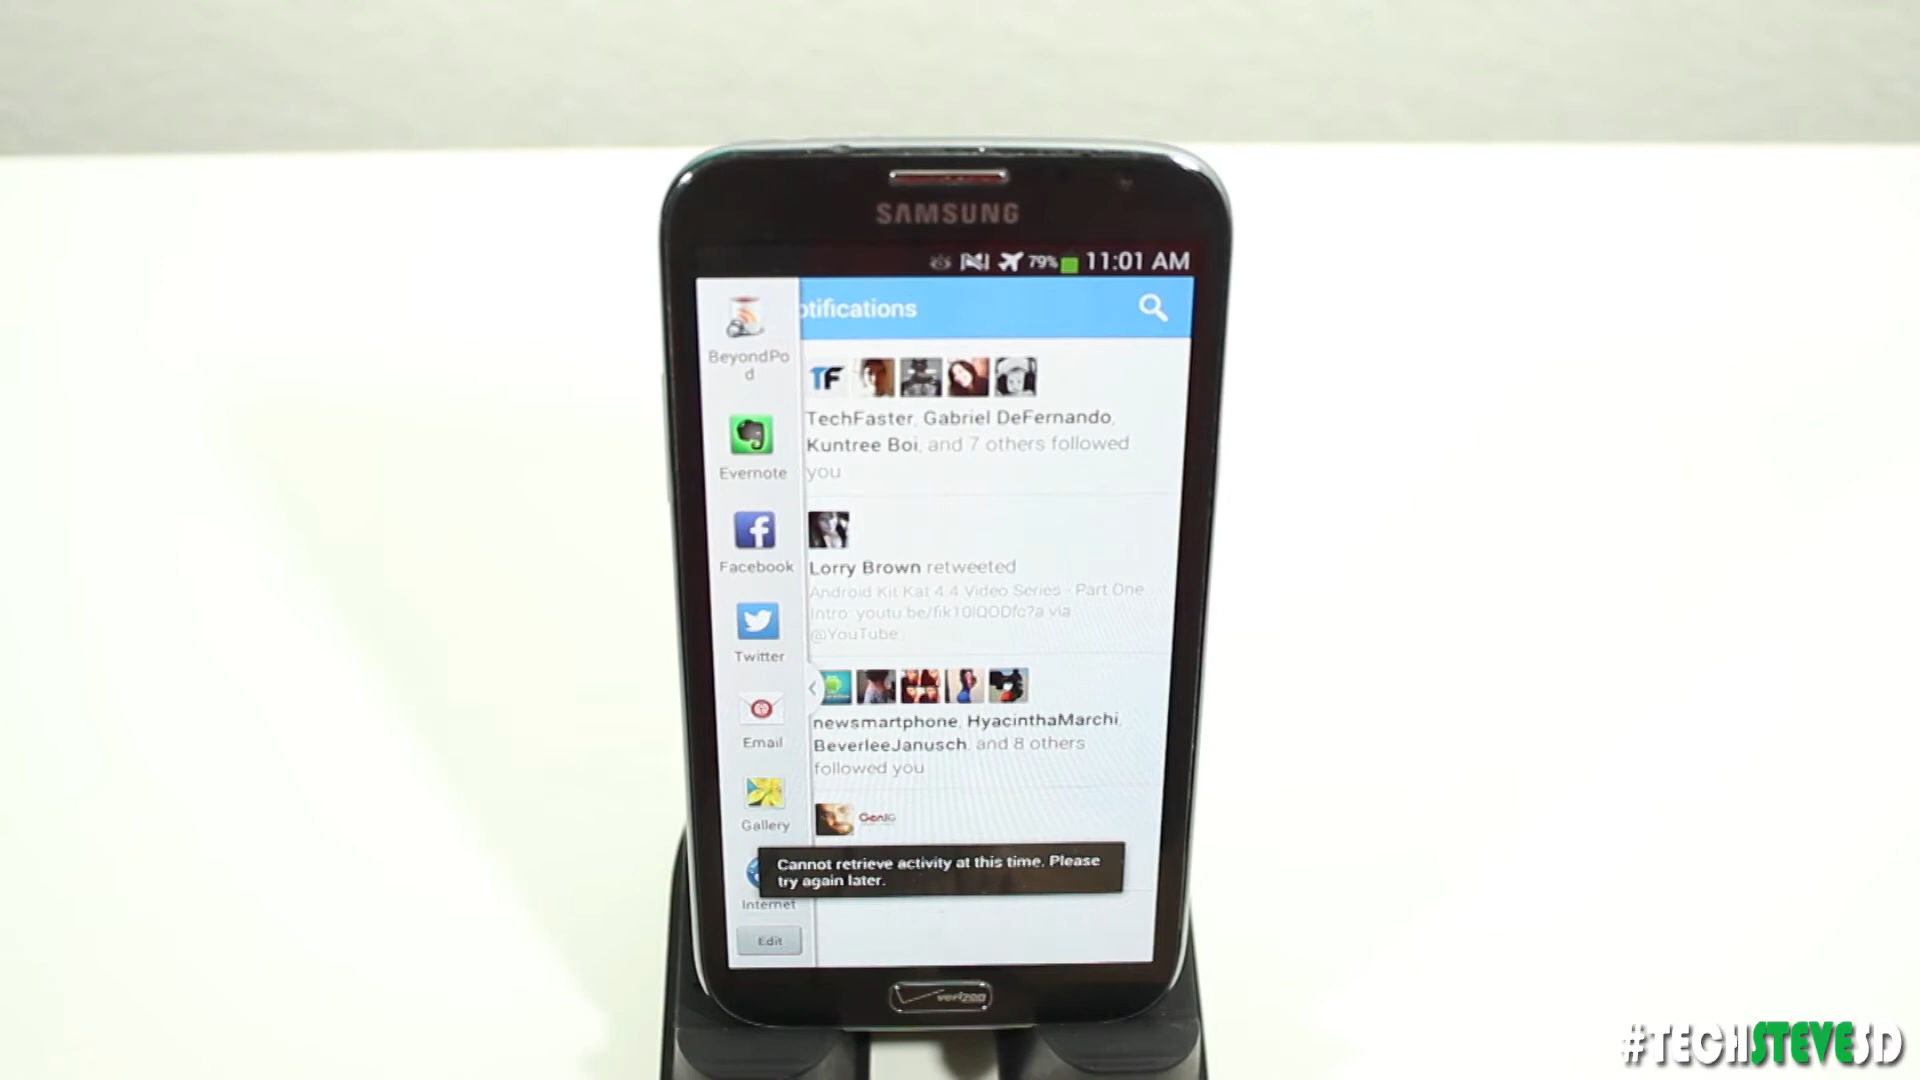 SAMSUNG
79% 11:01 AM
otifications
BeyondPo
d
Evernote
Facebook
Twitter
Email
Gallery
Internet
Edit
TF
TechFaster, Gabriel DeFernando,
Kuntree Boi, and 7 others followed
you
Lorry Brown retweeted
Android Kit Kat 4.4 Video Series - Part One
Intro: youtu.be/fik10lQODfc?a via
@YouTube
newsmartphone, HyacinthaMarchi,
BeverleeJanusch, and 8 others
followed you
GenIG
Cannot retrieve activity at this time. Please
try again later.
verizon
#TECHSTEVESD